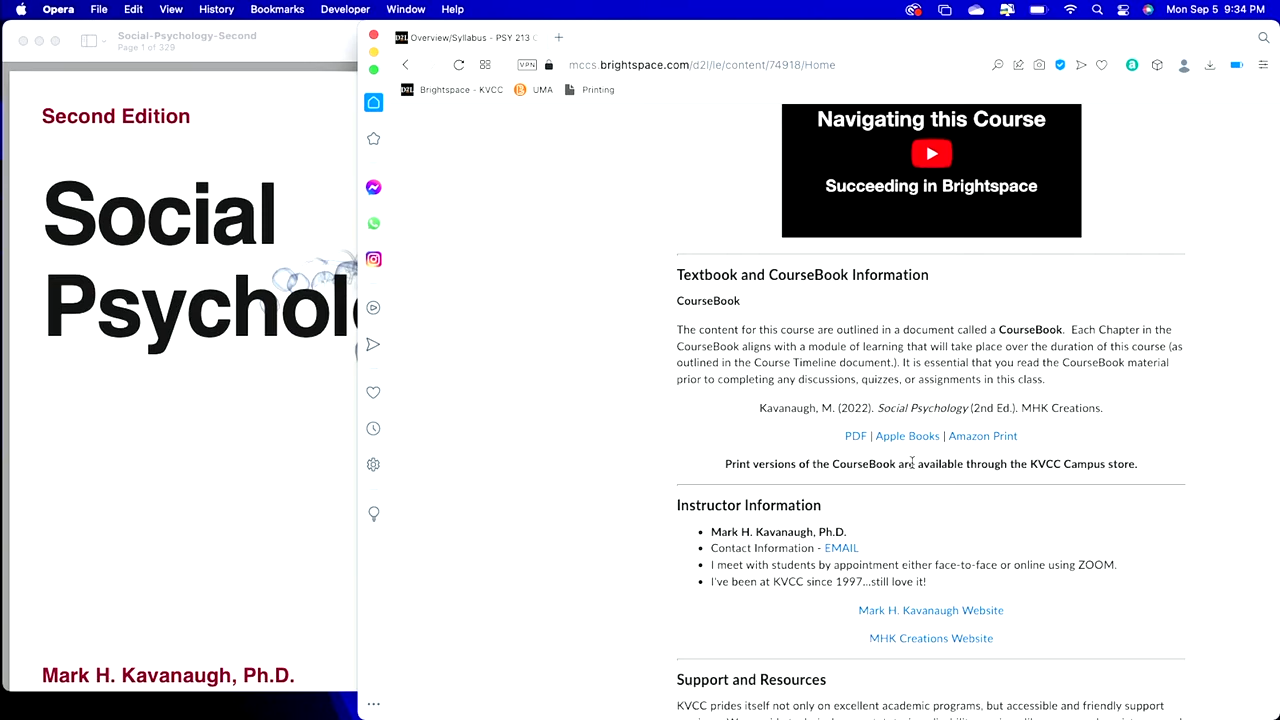 Opera File Edit View History Bookmarks Developer Window Help Mon Sep 5 9:34 PM
Social-Psychology-Second
Page 1 of 329
Second Edition
Social
Psychol
Mark H. Kavanaugh, Ph.D.
D2L Overview/Syllabus - PSY 213
VPN mccs.brightspace.com/d2l/le/content/74918/Home
D2L Brightspace - KVCC UMA Printing
Navigating this Course
Succeeding in Brightspace
Textbook and CourseBook Information
CourseBook
The content for this course are outlined in a document called a CourseBook. Each Chapter in the
CourseBook aligns with a module of learning that will take place over the duration of this course (as
outlined in the Course Timeline document.). It is essential that you read the CourseBook material
prior to completing any discussions, quizzes, or assignments in this class.
Kavanaugh, M. (2022). Social Psychology (2nd Ed.). MHK Creations.
PDF | Apple Books | Amazon Print
Print versions of the CourseBook are available through the KVCC Campus store.
Instructor Information
• Mark H. Kavanaugh, Ph.D.
• Contact Information - EMAIL
• I meet with students by appointment either face-to-face or online using ZOOM.
• I've been at KVCC since 1997...still love it!
Mark H. Kavanaugh Website
MHK Creations Website
Support and Resources
KVCC prides itself not only on excellent academic programs, but accessible and friendly support